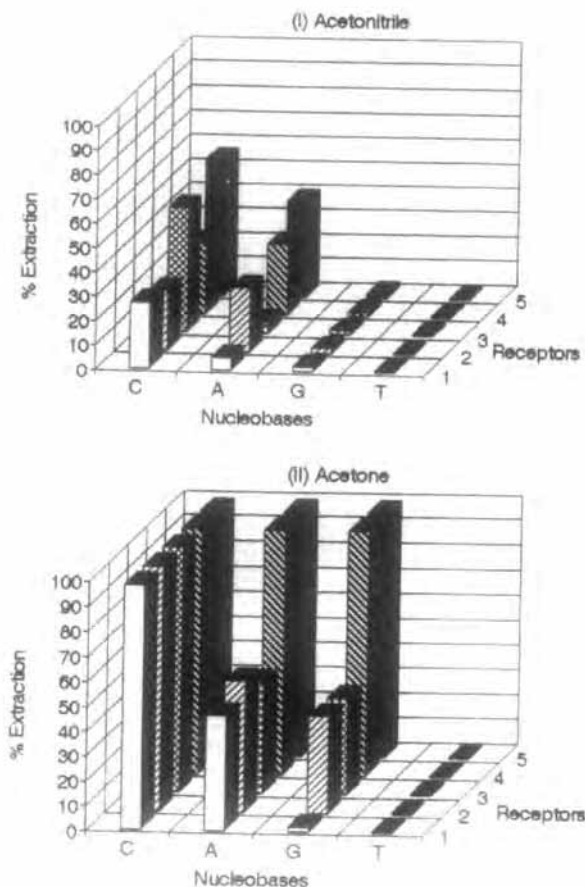 (I) Acetonitrile
100
90
80
70
60
50
40
30
20
10
0
% Extraction
C A G T
Nucleobases
1 2 3 4 5
Receptors
(II) Acetone
100
90
80
70
60
50
40
30
20
10
0
% Extraction
C A G T
Nucleobases
1 2 3 4 5
Receptors